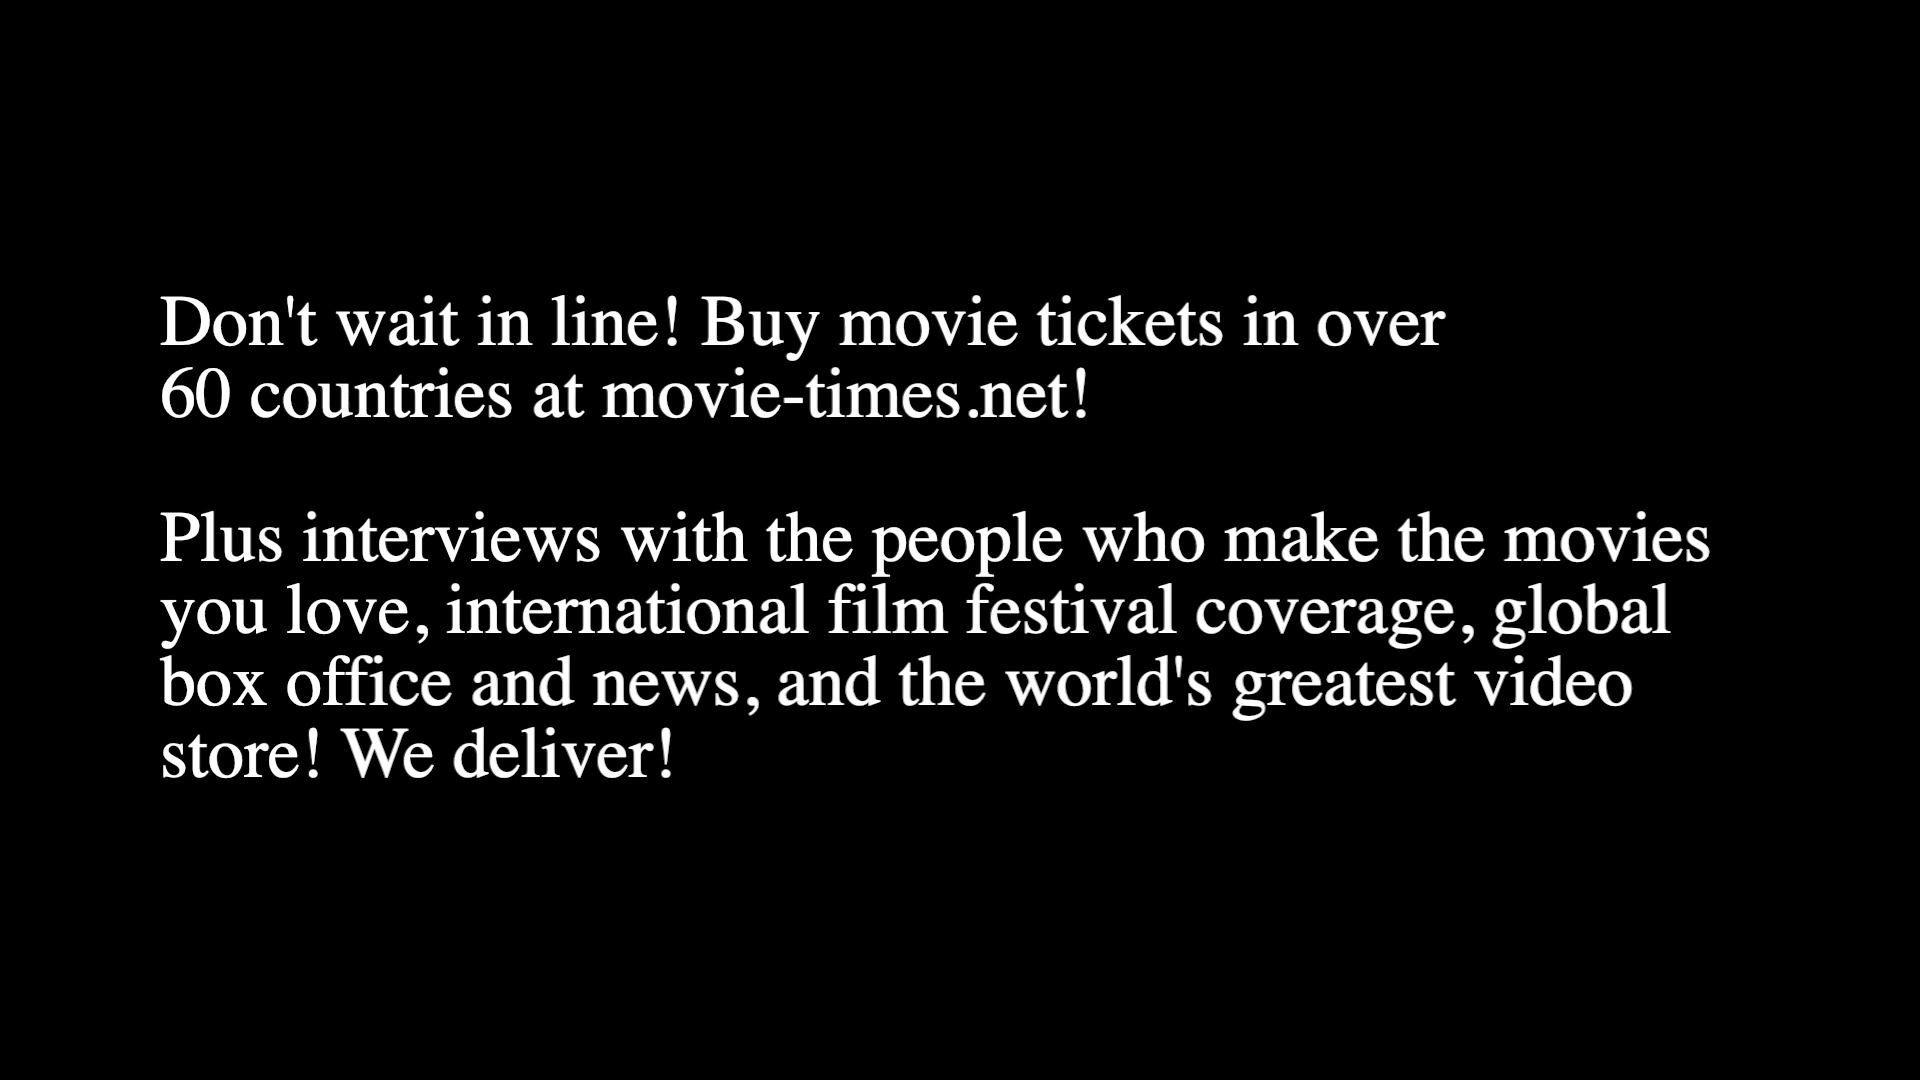 Don't wait in line! Buy movie tickets in over
60 countries at movie-times.net!
Plus interviews with the people who make the movies
you love, international film festival coverage, global
box office and news, and the world's greatest video
store! We deliver!